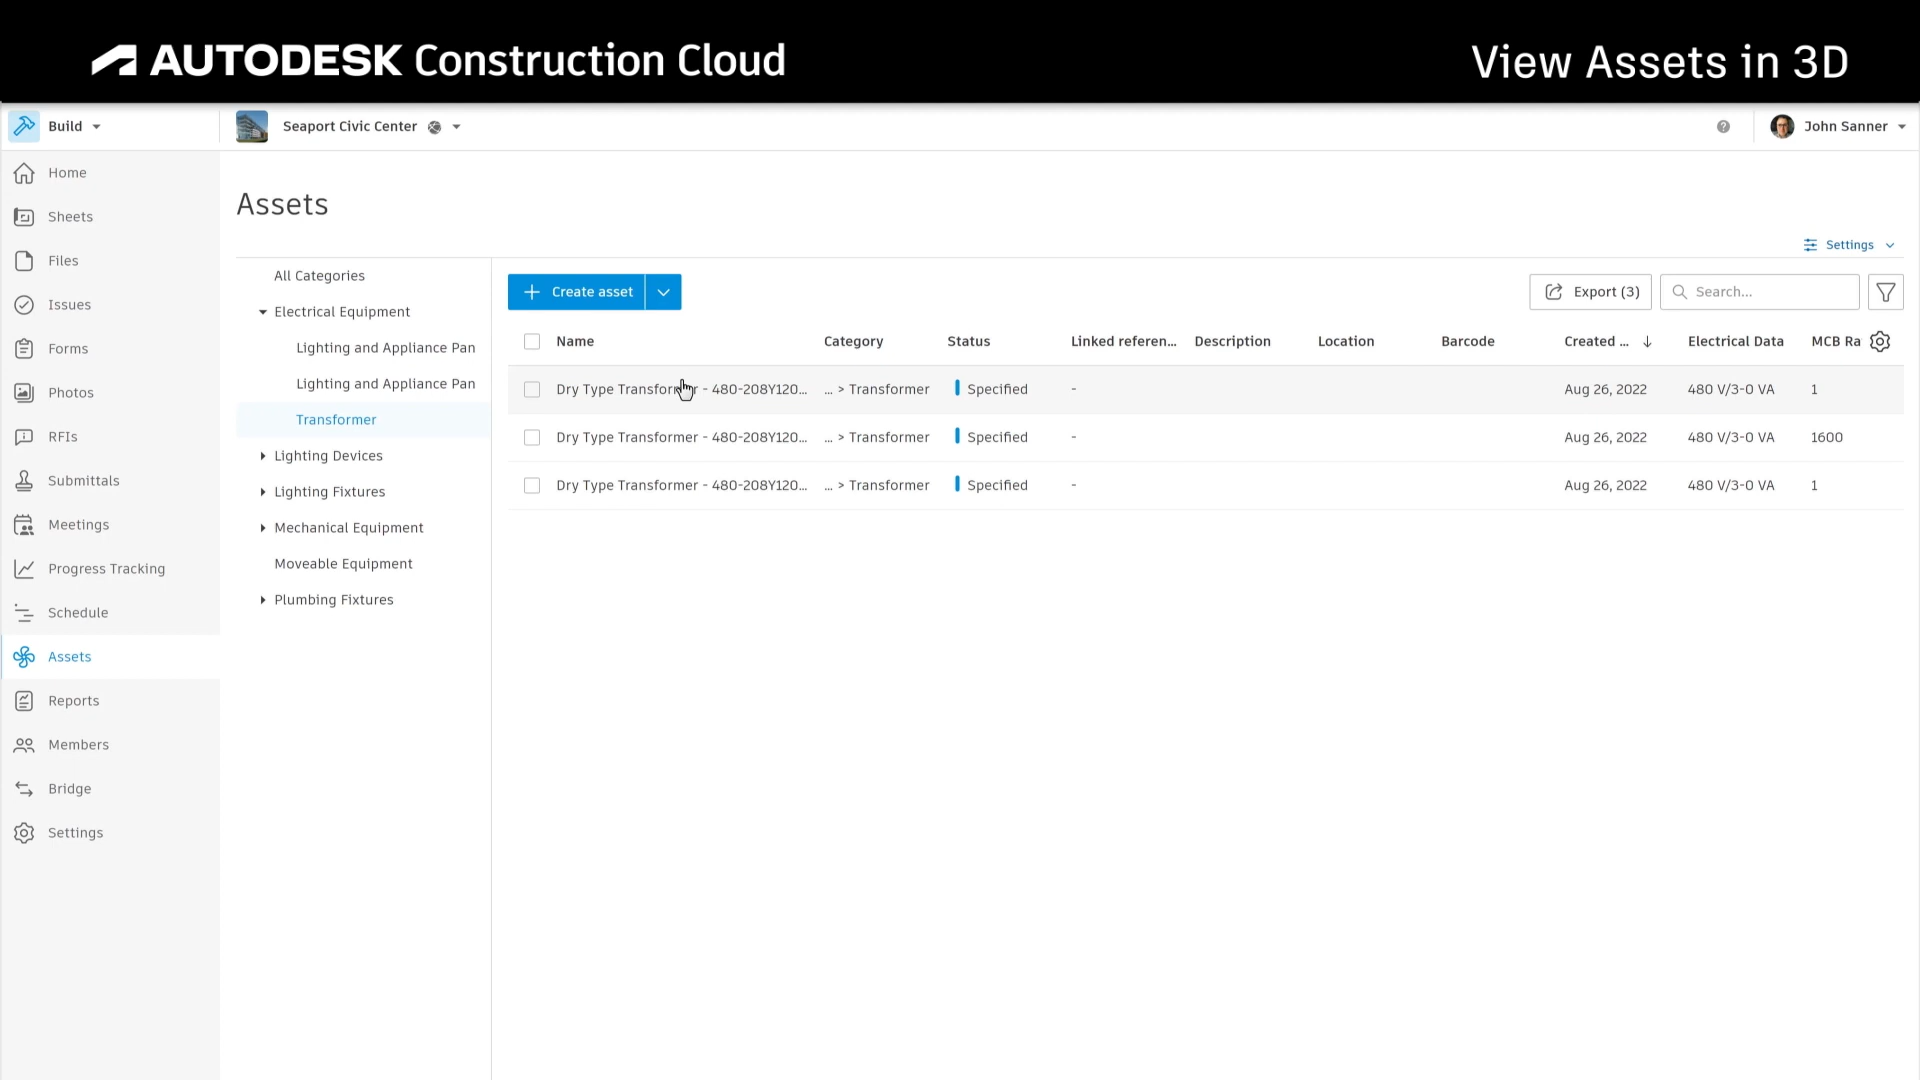 AUTODESK Construction Cloud
View Assets in 3D
Build
Seaport Civic Center
John Sanner
Home
Sheets
Files
Issues
Forms
Photos
RFIs
Submittals
Meetings
Progress Tracking
Schedule
Assets
Reports
Members
Bridge
Settings
Assets
Settings
All Categories
Electrical Equipment
Lighting and Appliance Pan
Lighting and Appliance Pan
Transformer
Lighting Devices
Lighting Fixtures
Mechanical Equipment
Moveable Equipment
Plumbing Fixtures
Create asset
Export (3)
Search...
Name Category Status Linked referen... Description Location Barcode Created ... Electrical Data MCB Ra
Dry Type Transformer - 480-208Y120... ... > Transformer Specified - Aug 26, 2022 480 V/3-0 VA 1
Dry Type Transformer - 480-208Y120... ... > Transformer Specified - Aug 26, 2022 480 V/3-0 VA 1600
Dry Type Transformer - 480-208Y120... ... > Transformer Specified - Aug 26, 2022 480 V/3-0 VA 1